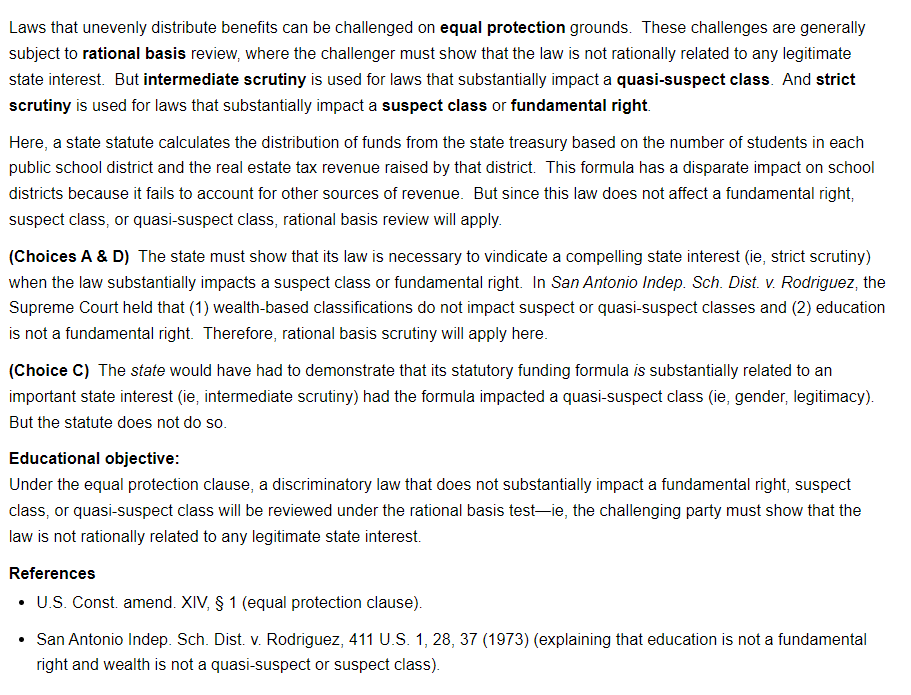 Laws that unevenly distribute benefits can be challenged on equal protection grounds.  These challenges are generally
subject to rational basis review, where the challenger must show that the law is not rationally related to any legitimate
state interest.  But intermediate scrutiny is used for laws that substantially impact a quasi-suspect class.  And strict
scrutiny is used for laws that substantially impact a suspect class or fundamental right.
Here, a state statute calculates the distribution of funds from the state treasury based on the number of students in each
public school district and the real estate tax revenue raised by that district.  This formula has a disparate impact on school
districts because it fails to account for other sources of revenue.  But since this law does not affect a fundamental right,
suspect class, or quasi-suspect class, rational basis review will apply.
(Choices A & D)  The state must show that its law is necessary to vindicate a compelling state interest (ie, strict scrutiny)
when the law substantially impacts a suspect class or fundamental right.  In San Antonio Indep. Sch. Dist. v. Rodriguez, the
Supreme Court held that (1) wealth-based classifications do not impact suspect or quasi-suspect classes and (2) education
is not a fundamental right.  Therefore, rational basis scrutiny will apply here.
(Choice C)  The state would have had to demonstrate that its statutory funding formula is substantially related to an
important state interest (ie, intermediate scrutiny) had the formula impacted a quasi-suspect class (ie, gender, legitimacy).
But the statute does not do so.
Educational objective:
Under the equal protection clause, a discriminatory law that does not substantially impact a fundamental right, suspect
class, or quasi-suspect class will be reviewed under the rational basis test—ie, the challenging party must show that the
law is not rationally related to any legitimate state interest.
References
• U.S. Const. amend. XIV, § 1 (equal protection clause).
• San Antonio Indep. Sch. Dist. v. Rodriguez, 411 U.S. 1, 28, 37 (1973) (explaining that education is not a fundamental
right and wealth is not a quasi-suspect or suspect class).